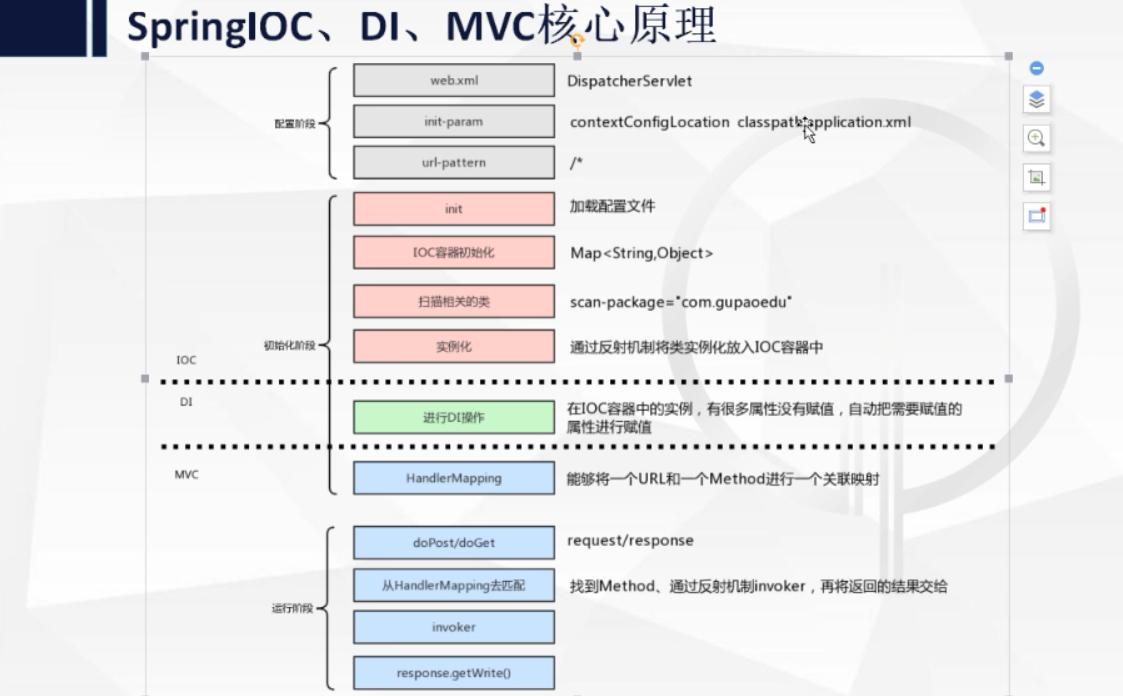 SpringIOC、DI、MVC核心原理
web.xml DispatcherServlet
配置阶段 init-param contextConfigLocation classpath:application.xml
url-pattern /*
init 加载配置文件
IOC容器初始化 Map<String,Object>
扫描相关的类 scan-package="com.gupaoedu"
初始化阶段 实例化 通过反射机制将类实例化放入IOC容器中
IOC
DI
进行DI操作 在IOC容器中的实例，有很多属性没有赋值，自动把需要赋值的
属性进行赋值
MVC HandlerMapping 能够将一个URL和一个Method进行一个关联映射
doPost/doGet request/response
从HandlerMapping去匹配 找到Method、通过反射机制invoker，再将返回的结果交给
运行阶段
invoker
response.getWrite()